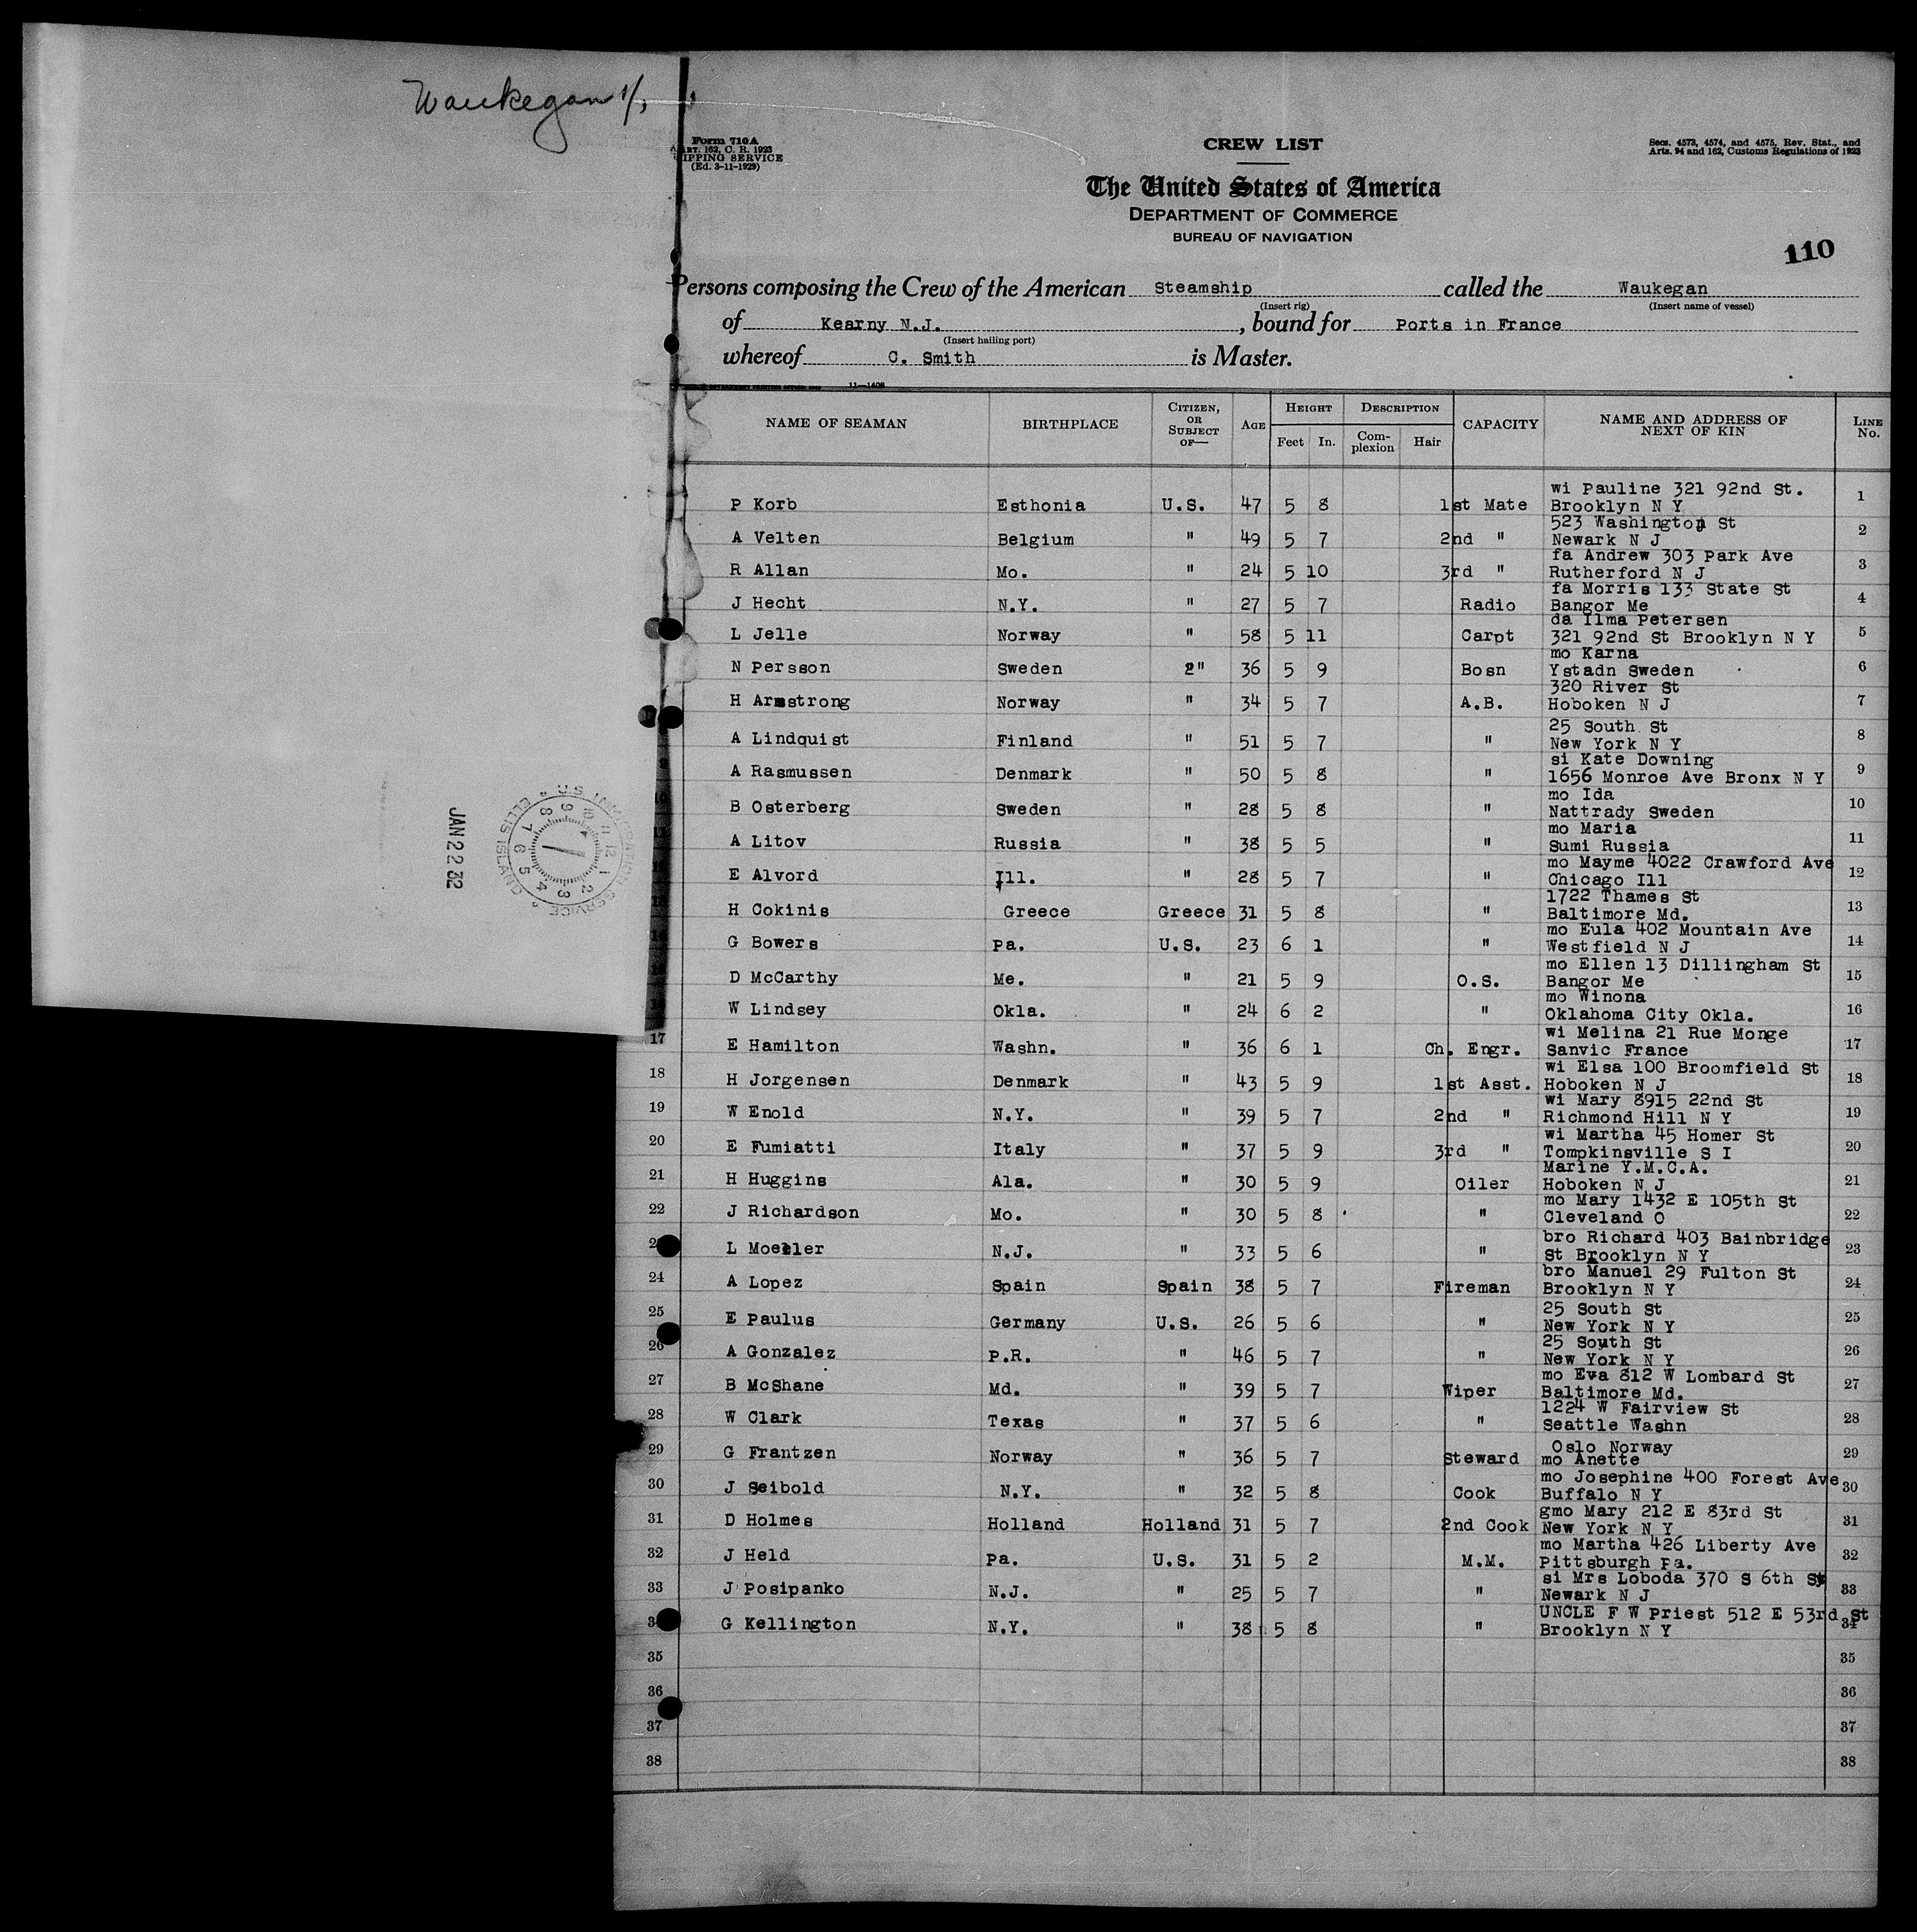 Waukegan 1/
JAN 22 32
U.S. IMMIGRATION SERVICE
ELLIS ISLAND
Form 710A
ART. 162, C. R. 1923
SHIPPING SERVICE
(Ed. 3-11-1929)
CREW LIST
Secs. 4573, 4574, and 4575, Rev. Stat., and
Arts. 94 and 162, Customs Regulations of 1923
The United States of America
DEPARTMENT OF COMMERCE
BUREAU OF NAVIGATION
110
Persons composing the Crew of the American Steamship called the Waukegan
(Insert rig) (Insert name of vessel)
of Kearny N.J. , bound for Ports in France
(Insert hailing port)
whereof C. Smith is Master.
11—1408
NAME OF SEAMAN BIRTHPLACE CITIZEN, OR SUBJECT OF— AGE HEIGHT Feet In. DESCRIPTION Complexion Hair CAPACITY NAME AND ADDRESS OF NEXT OF KIN LINE No.
wi Pauline 321 92nd St.
P Korb Esthonia U.S. 47 5 8 1st Mate Brooklyn N Y 1
523 Washington St
A Velten Belgium " 49 5 7 2nd " Newark N J 2
fa Andrew 303 Park Ave
R Allan Mo. " 24 5 10 3rd " Rutherford N J 3
fa Morris 133 State St
J Hecht N.Y. " 27 5 7 Radio Bangor Me 4
da Ilma Petersen
L Jelle Norway " 58 5 11 Carpt 321 92nd St Brooklyn N Y 5
mo Karna
N Persson Sweden " 36 5 9 Bosn Ystadn Sweden 6
320 River St
H Armstrong Norway " 34 5 7 A.B. Hoboken N J 7
25 South St
A Lindquist Finland " 51 5 7 " New York N Y 8
si Kate Downing
9 A Rasmussen Denmark " 50 5 8 " 1656 Monroe Ave Bronx N Y 9
mo Ida
10 B Osterberg Sweden " 28 5 8 " Nattrady Sweden 10
mo Maria
A Litov Russia " 38 5 5 " Sumi Russia 11
mo Mayme 4022 Crawford Ave
E Alvord Ill. " 28 5 7 " Chicago Ill 12
1722 Thames St
H Cokinis Greece Greece 31 5 8 " Baltimore Md. 13
mo Eula 402 Mountain Ave
G Bowers Pa. U.S. 23 6 1 " Westfield N J 14
mo Ellen 13 Dillingham St
D McCarthy Me. " 21 5 9 O.S. Bangor Me 15
mo Winona
W Lindsey Okla. " 24 6 2 " Oklahoma City Okla. 16
wi Melina 21 Rue Monge
17 E Hamilton Washn. " 36 6 1 Ch. Engr. Sanvic France 17
wi Elsa 100 Broomfield St
18 H Jorgensen Denmark " 43 5 9 1st Asst. Hoboken N J 18
wi Mary 8915 22nd St
19 W Enold N.Y. " 39 5 7 2nd " Richmond Hill N Y 19
wi Martha 45 Homer St
20 E Fumiatti Italy " 37 5 9 3rd " Tompkinsville S I 20
Marine Y.M.C.A.
21 H Huggins Ala. " 30 5 9 Oiler Hoboken N J 21
mo Mary 1432 E 105th St
22 J Richardson Mo. " 30 5 8 " Cleveland O 22
bro Richard 403 Bainbridge
L Moeller N.J. " 33 5 6 " St Brooklyn N Y 23
bro Manuel 29 Fulton St
24 A Lopez Spain Spain 38 5 7 Fireman Brooklyn N Y 24
25 South St
25 E Paulus Germany U.S. 26 5 6 " New York N Y 25
25 South St
26 A Gonzalez P.R. " 46 5 7 " New York N Y 26
mo Eva 812 W Lombard St
27 B McShane Md. " 39 5 7 Wiper Baltimore Md. 27
1224 W Fairview St
28 W Clark Texas " 37 5 6 " Seattle Washn 28
Oslo Norway
29 G Frantzen Norway " 36 5 7 Steward mo Anette 29
mo Josephine 400 Forest Ave
30 J Seibold N.Y. " 32 5 8 Cook Buffalo N Y 30
gmo Mary 212 E 83rd St
31 D Holmes Holland Holland 31 5 7 2nd Cook New York N Y 31
mo Martha 426 Liberty Ave
32 J Held Pa. U.S. 31 5 2 M.M. Pittsburgh Pa. 32
si Mrs Loboda 370 S 6th St
33 J Posipanko N.J. " 25 5 7 " Newark N J 33
UNCLE F W Priest 512 E 53rd St
G Kellington N.Y. " 38 5 8 " Brooklyn N Y 34
35 35
36 36
37 37
38 38